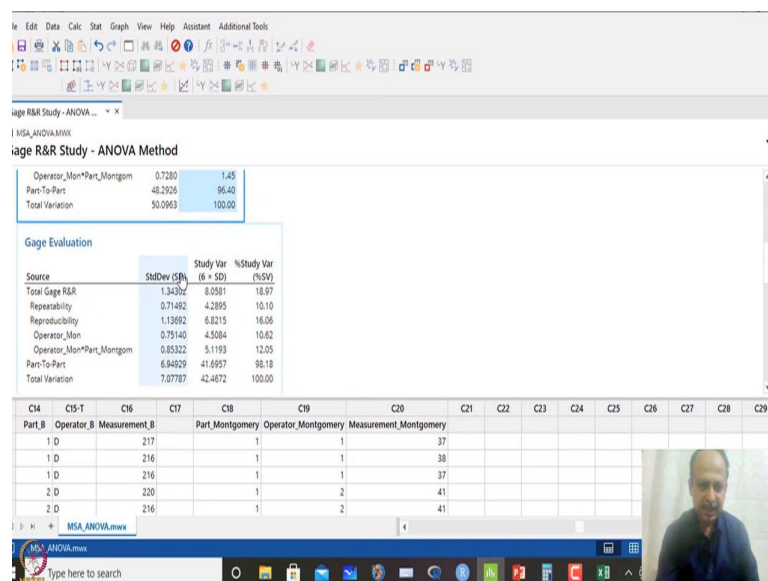 Edit Data Calc Stat Graph View Help Assistant Additional Tools
Gage R&R Study - ANOVA ...
MSA_ANOVA.MWX
Gage R&R Study - ANOVA Method
Operator_Mon*Part_Montgom 0.7280 1.45
Part-To-Part 48.2926 96.40
Total Variation 50.0963 100.00
Gage Evaluation
Study Var %Study Var
Source StdDev (SD) (6 × SD) (%SV)
Total Gage R&R 1.34302 8.0581 18.97
Repeatability 0.71492 4.2895 10.10
Reproducibility 1.13692 6.8215 16.06
Operator_Mon 0.75140 4.5084 10.62
Operator_Mon*Part_Montgom 0.85322 5.1193 12.05
Part-To-Part 6.94929 41.6957 98.18
Total Variation 7.07787 42.4672 100.00
C14 C15-T C16 C17 C18 C19 C20 C21 C22 C23 C24 C25 C26 C27 C28 C29
Part_B Operator_B Measurement_B Part_Montgomery Operator_Montgomery Measurement_Montgomery
1 D 217 1 1 37
1 D 216 1 1 38
1 D 216 1 1 37
2 D 220 1 2 41
2 D 216 1 2 41
MSA_ANOVA.mwx
MSA_ANOVA.mwx
Type here to search